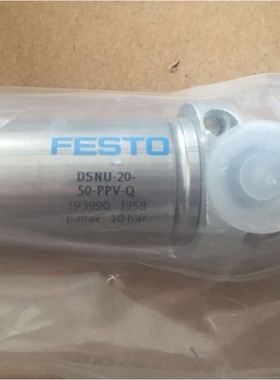 FESTO
DSNU-20-
50-PPV-Q
193990 J358
p max: 10 bar